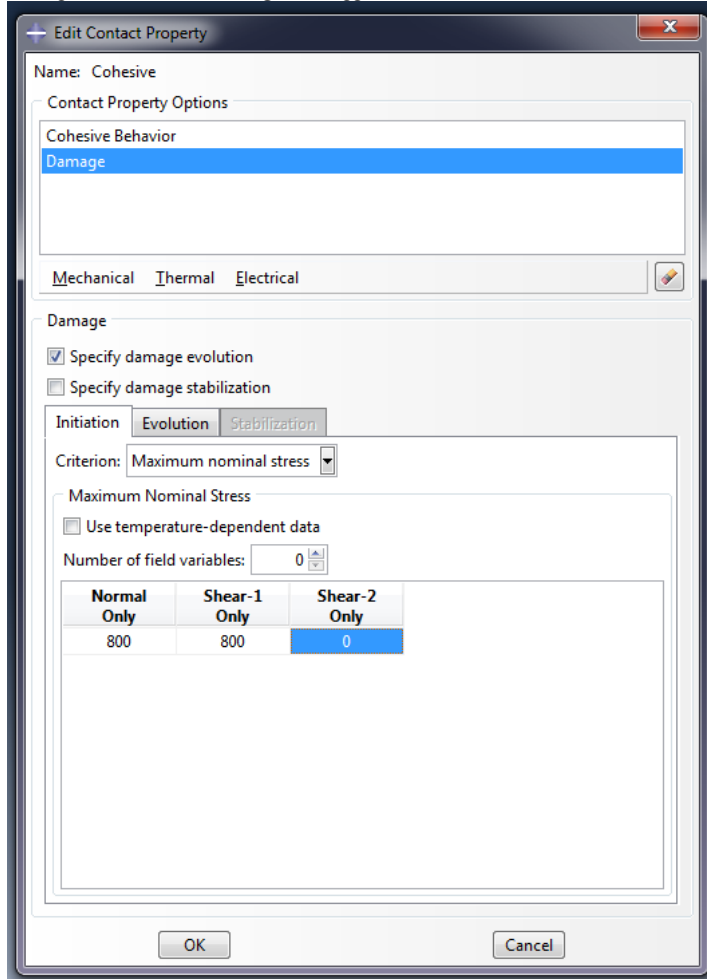 Edit Contact Property
Name: Cohesive
Contact Property Options
Cohesive Behavior
Damage
Mechanical Thermal Electrical
Damage
Specify damage evolution
Specify damage stabilization
Initiation Evolution Stabilization
Criterion: Maximum nominal stress
Maximum Nominal Stress
Use temperature-dependent data
Number of field variables: 0
Normal Only Shear-1 Only Shear-2 Only
800 800 0
OK Cancel